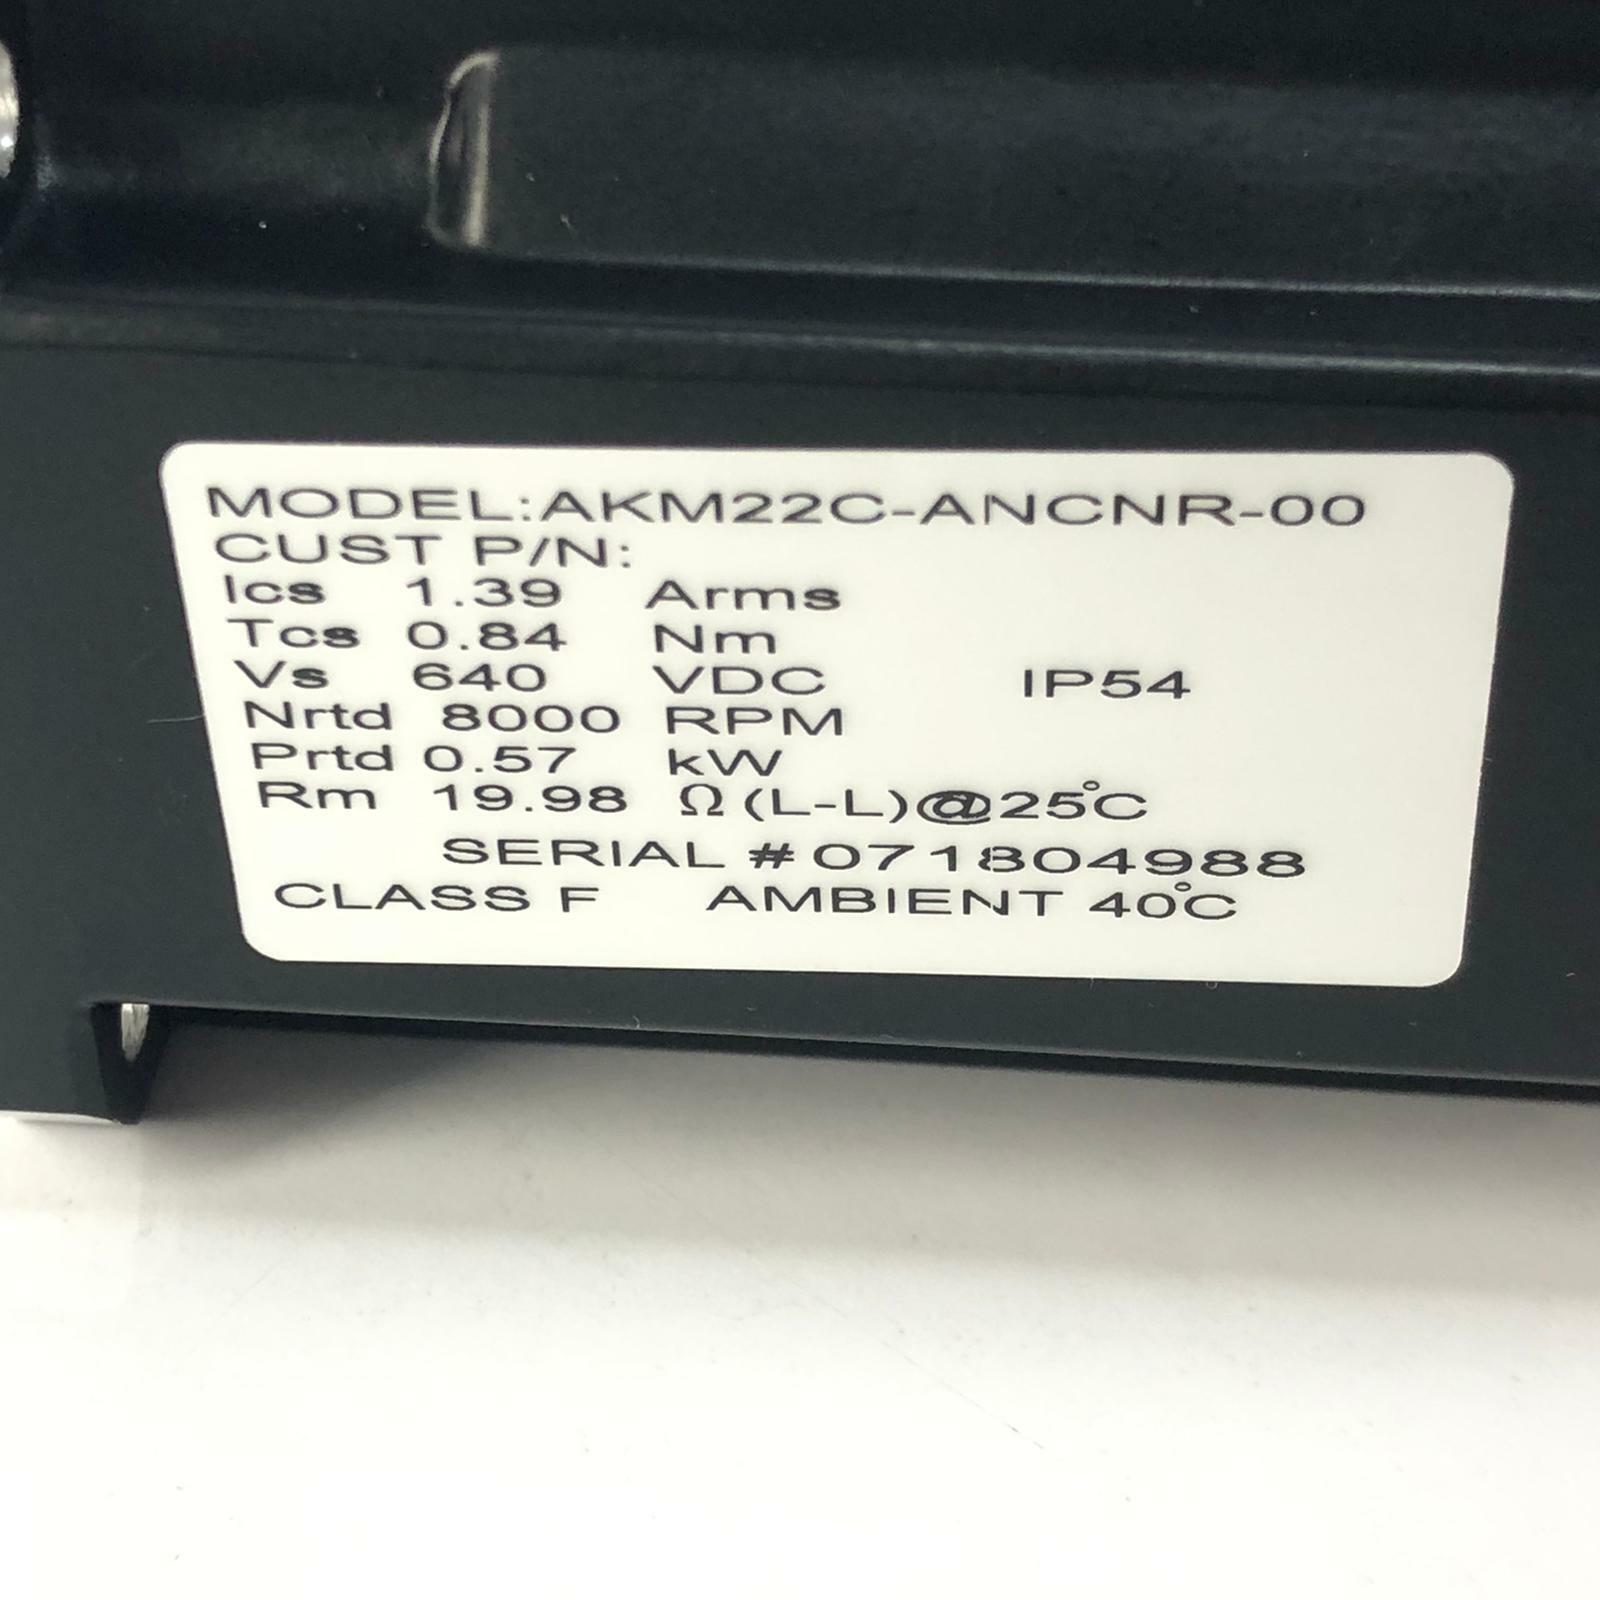 MODEL:AKM22C-ANCNR-00
CUST P/N:
Ics 1.39 Arms
Tcs 0.84 Nm
Vs 640 VDC IP54
Nrtd 8000 RPM
Prtd 0.57 kW
Rm 19.98 Ω(L-L)@25°C
SERIAL #071804988
CLASS F AMBIENT 40°C